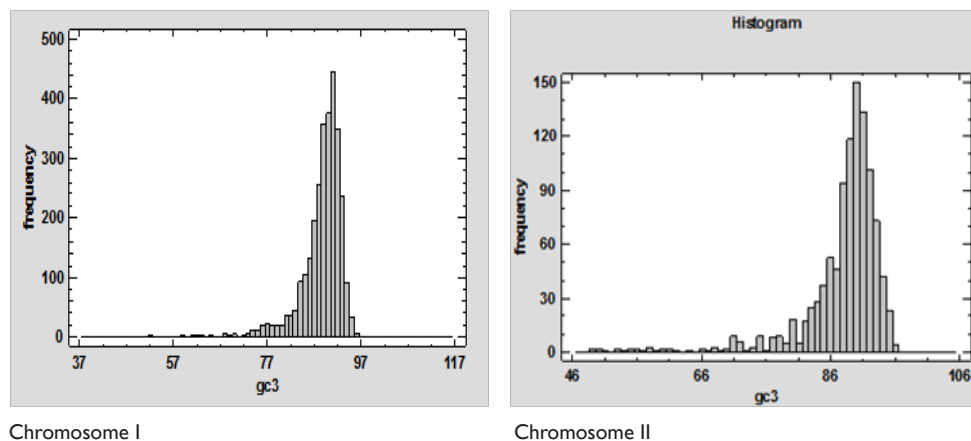 500
400
300
200
100
0
37 57 77 97 117
frequency
gc3
Chromosome I
Histogram
150
120
90
60
30
0
46 66 86 106
frequency
gc3
Chromosome II